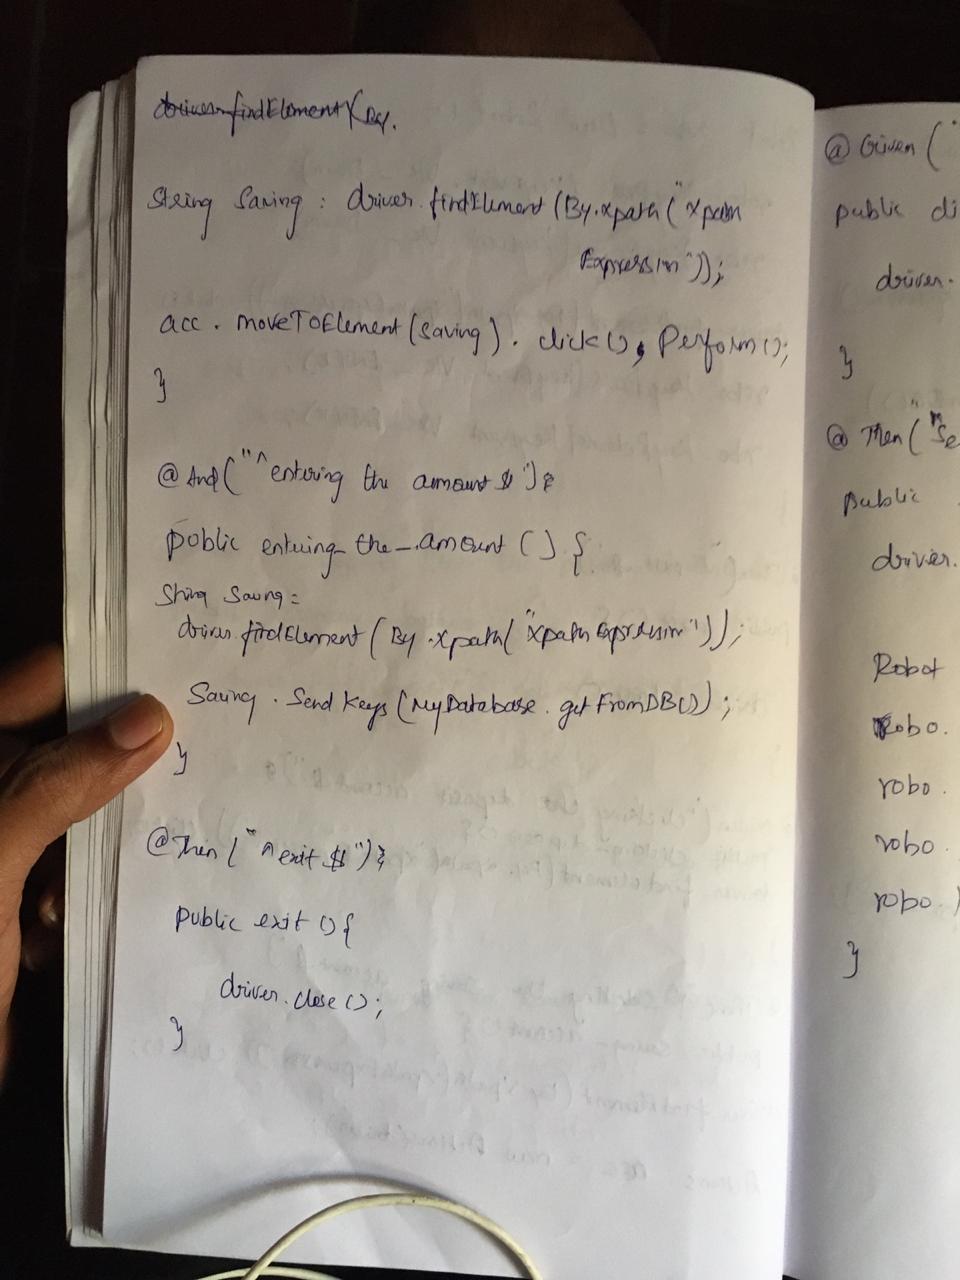 driver.findElement(By.
String Saving : driver.findElement(By.xpath("xpath
Expression"));
acc . moveToElement(saving) . click(), Perform();
}
@And("^entering the amount $"){
public entering_the_amount () {
String Saving =
driver.findElement(By.xpath("xpath Expression"));
Saving . Send keys (MyDatabase . get FromDB());
}
@Then ("^exit $"){
public exit () {
driver.close();
}
@ Given ("
public di
driver.
}
@ Then ("Se
public
driver.
Robot
Robo.
robo .
robo .
robo .
}